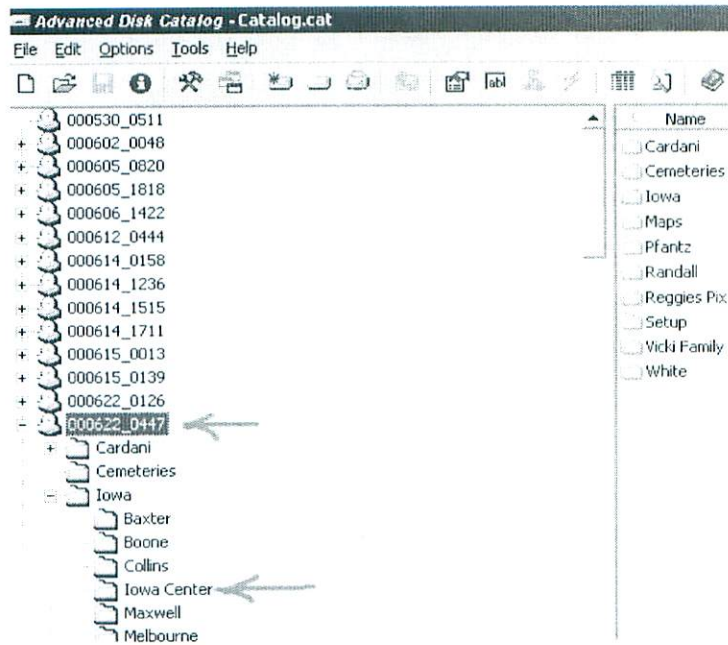 Advanced Disk Catalog - Catalog.cat
File Edit Options Tools Help
abl
000530_0511
000602_0048
000605_0820
000605_1818
000606_1422
000612_0444
000614_0158
000614_1236
000614_1515
000614_1711
000615_0013
000615_0139
000622_0126
000622_0447
Cardani
Cemeteries
Iowa
Baxter
Boone
Collins
Iowa Center
Maxwell
Melbourne
Name
Cardani
Cemeteries
Iowa
Maps
Pfantz
Randall
Reggies Pix
Setup
Vicki Family
White